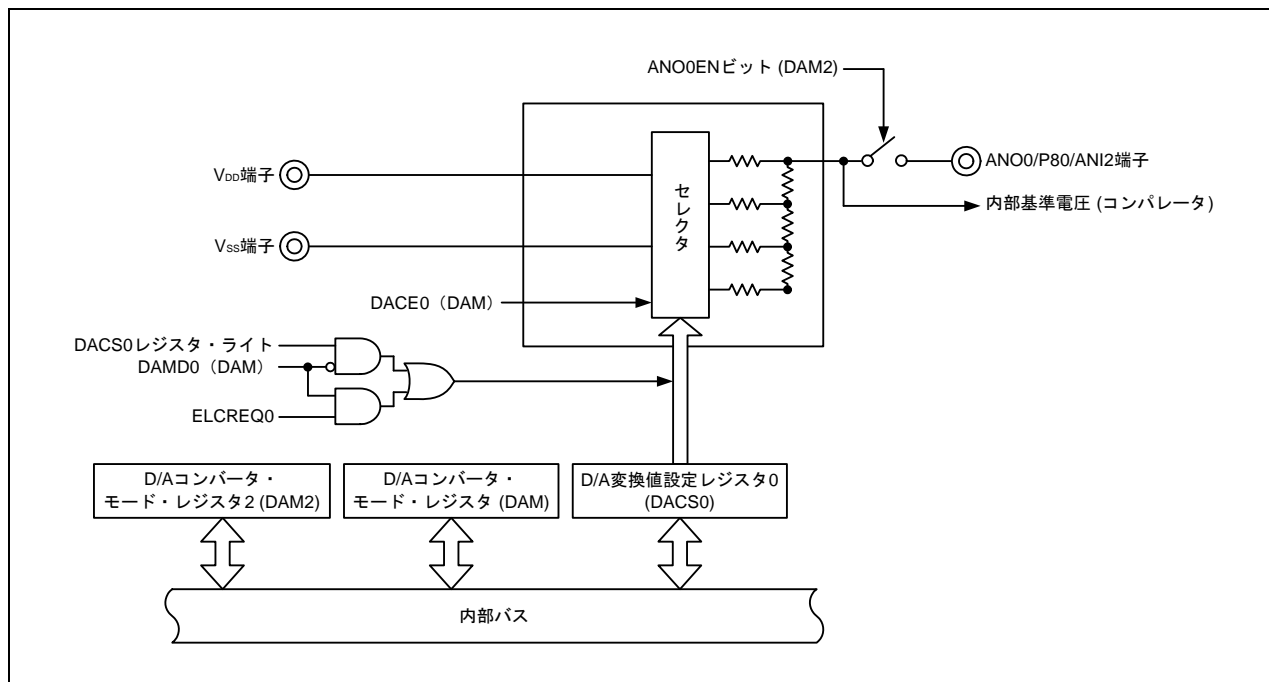 ANO0ENビット (DAM2)
VDD端子
セレクタ
ANO0/P80/ANI2端子
内部基準電圧 (コンパレータ)
VSS端子
DACE0（DAM）
DACS0レジスタ・ライト
DAMD0（DAM）
ELCREQ0
D/Aコンバータ・
モード・レジスタ2 (DAM2)
D/Aコンバータ・
モード・レジスタ (DAM)
D/A変換値設定レジスタ0
(DACS0)
内部バス